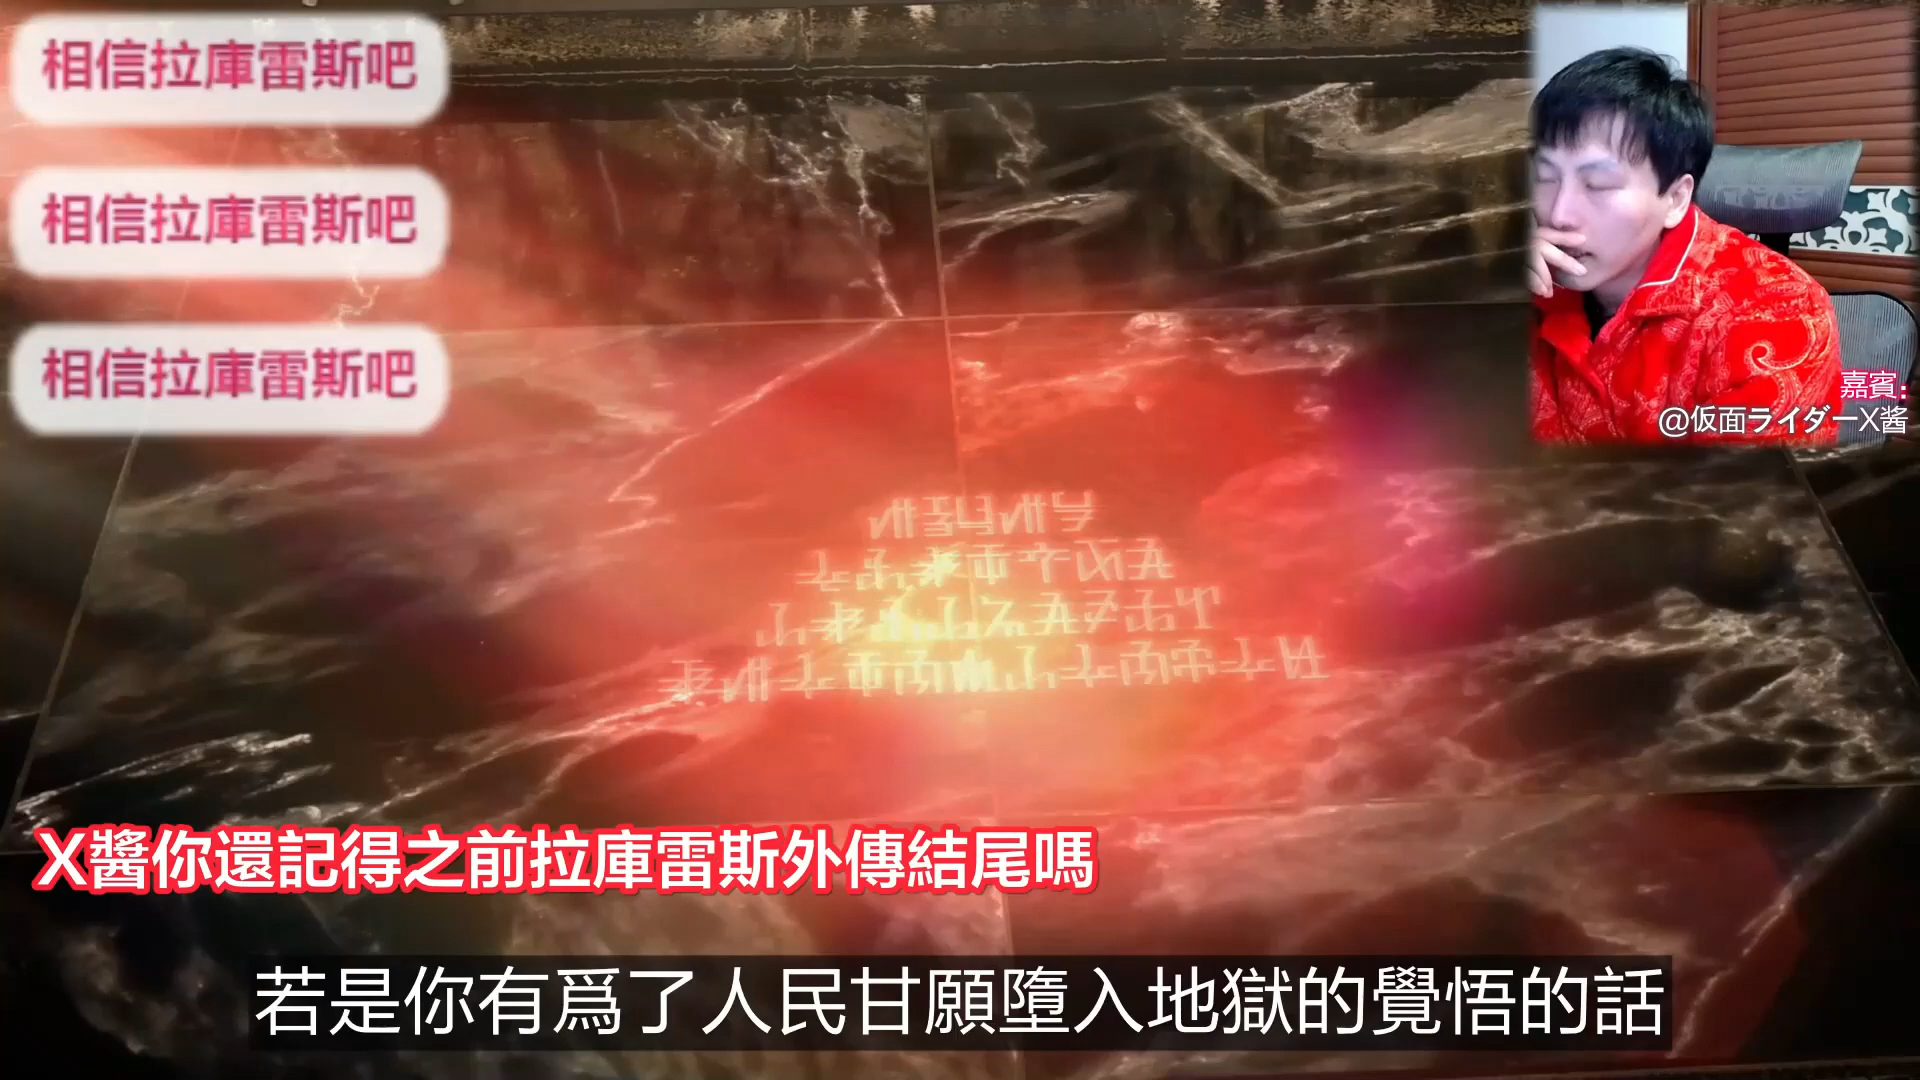 相信拉庫雷斯吧
相信拉庫雷斯吧
相信拉庫雷斯吧
嘉賓：
@仮面ライダーX醬
X醬你還記得之前拉庫雷斯外傳結尾嗎
若是你有爲了人民甘願墮入地獄的覺悟的話